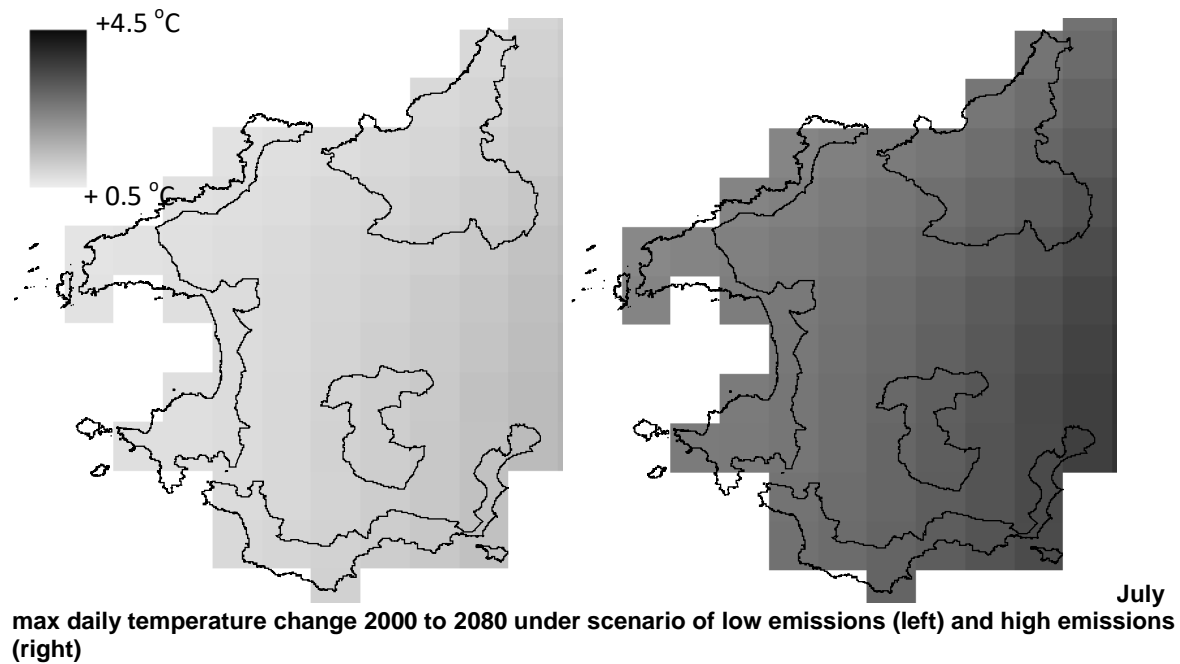 +4.5 °C
+ 0.5 °C
July
max daily temperature change 2000 to 2080 under scenario of low emissions (left) and high emissions
(right)